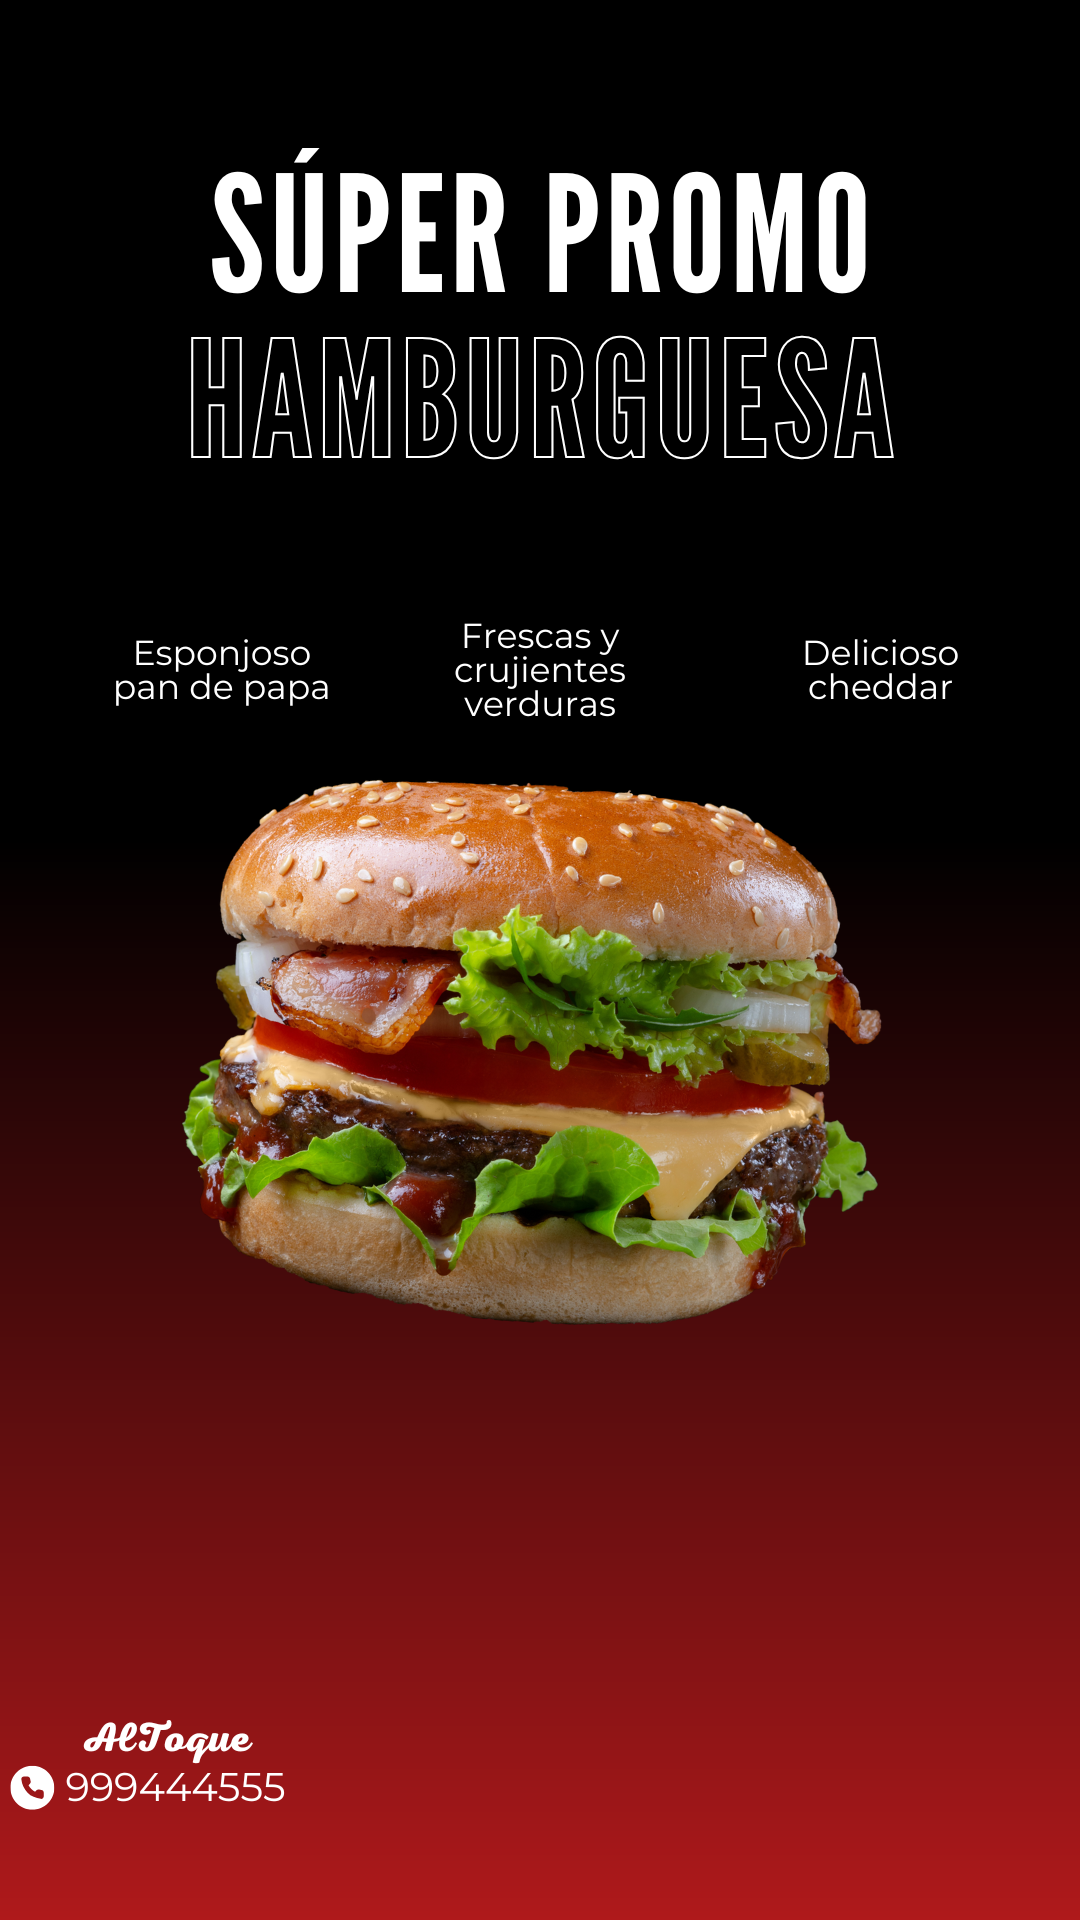 SÚPER PROMO
HAMBURGUESA
Esponjoso
pan de papa
Frescas y
crujientes
verduras
Delicioso
cheddar
AlToque
999444555